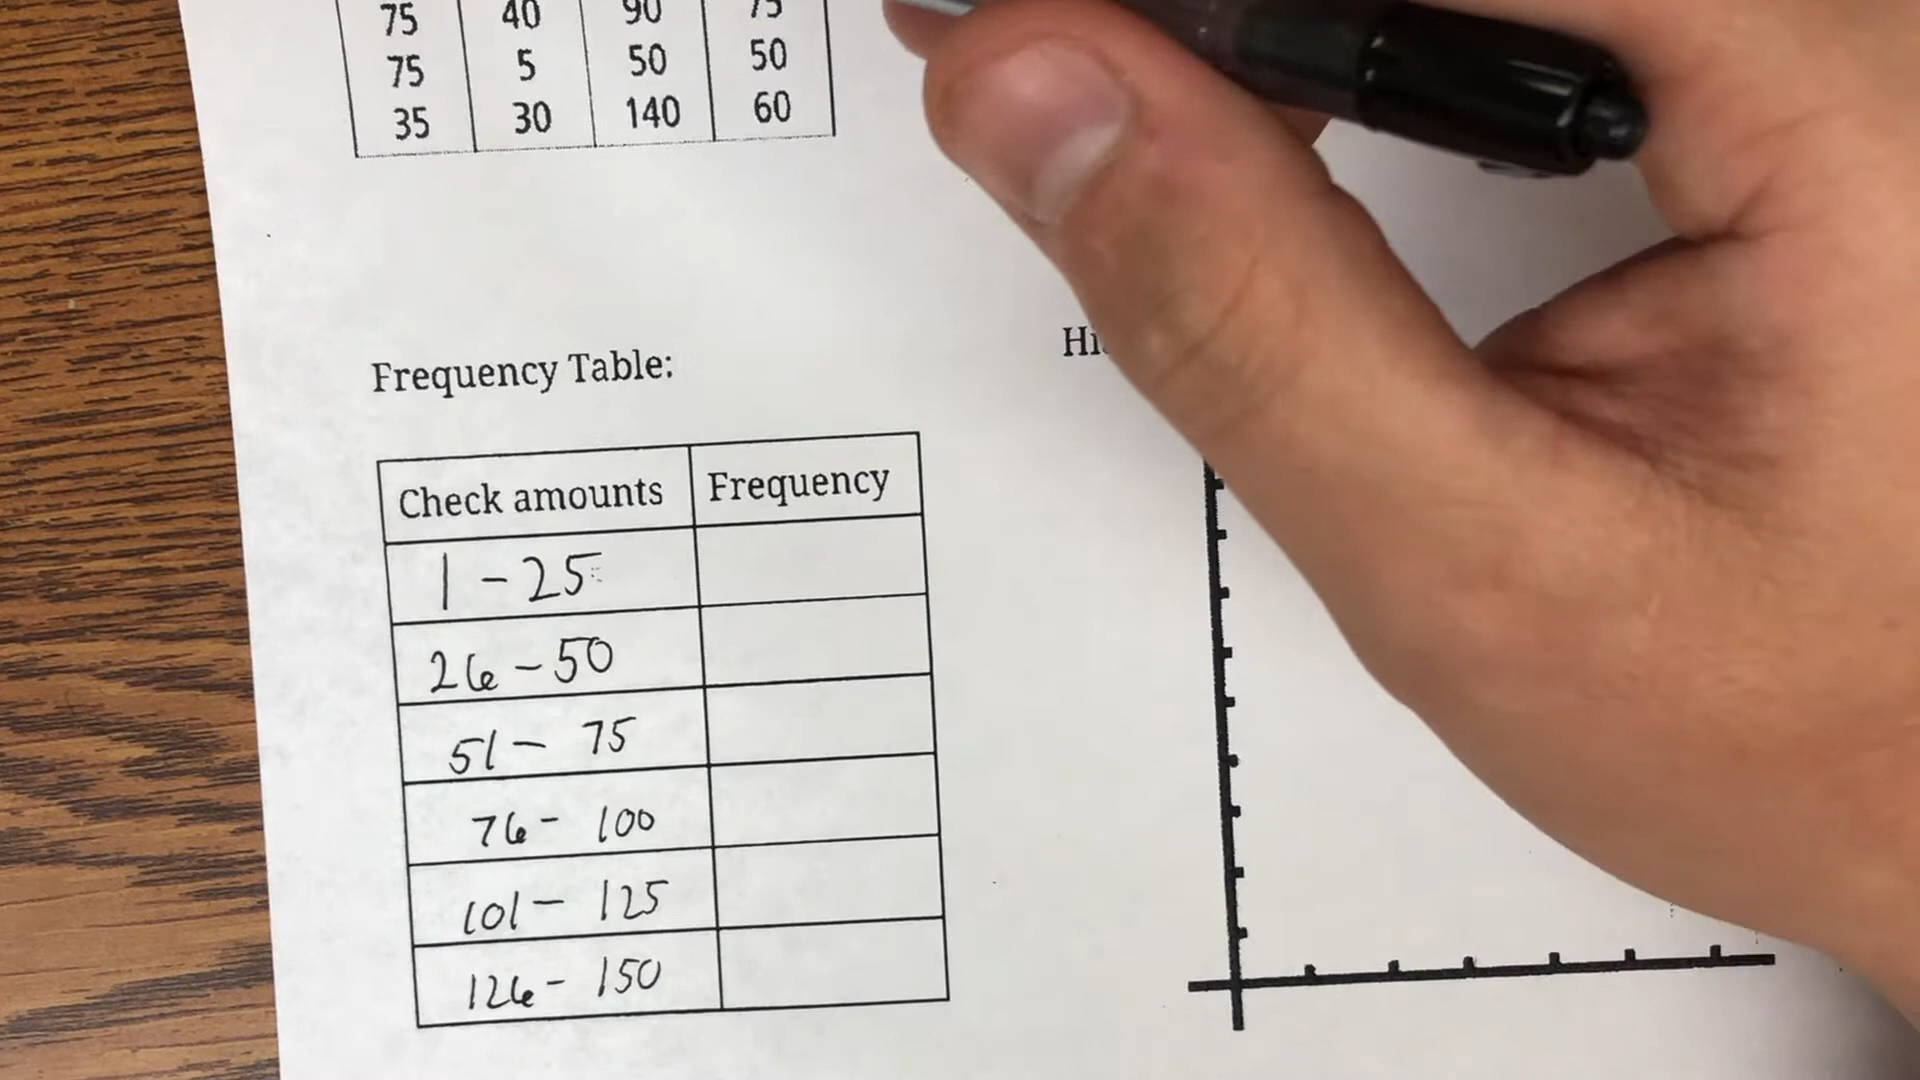 75 40 90 75
75 5 50 50
35 30 140 60
Frequency Table:
Check amounts Frequency
1 - 25
26 - 50
51 - 75
76 - 100
101 - 125
126 - 150